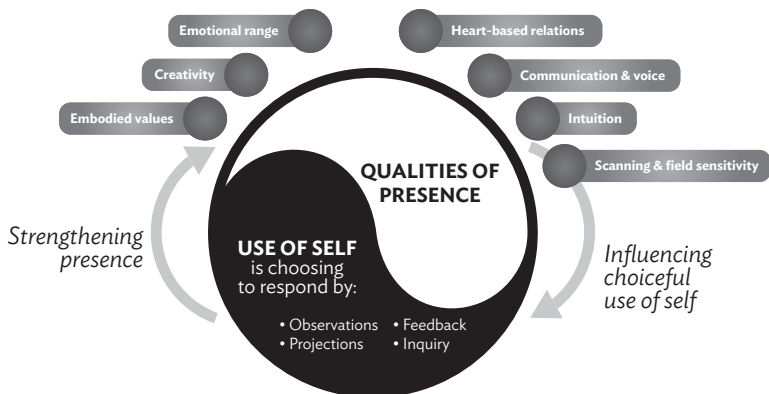 Emotional range
Heart-based relations
Creativity
Communication & voice
Embodied values
Intuition
Scanning & field sensitivity
QUALITIES OF
PRESENCE
Strengthening
presence
USE OF SELF
is choosing
to respond by:
• Observations • Feedback
• Projections • Inquiry
Influencing
choiceful
use of self